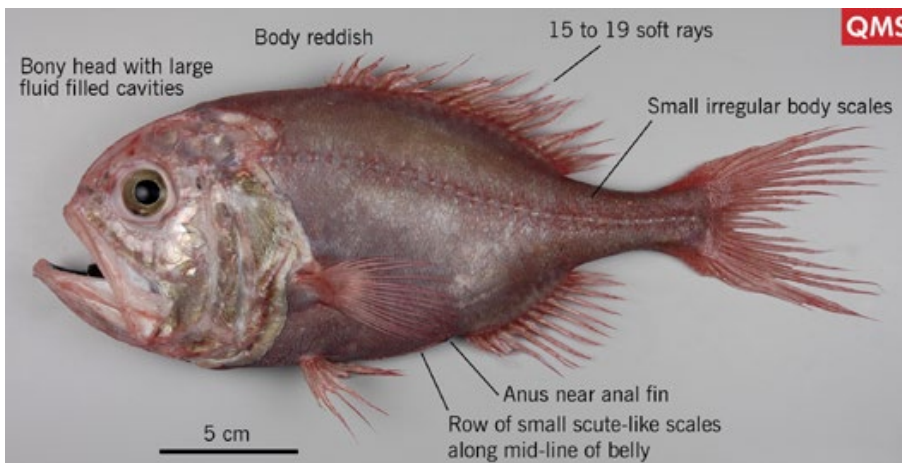 QMS
Body reddish
15 to 19 soft rays
Bony head with large
fluid filled cavities
Small irregular body scales
Anus near anal fin
Row of small scute-like scales
along mid-line of belly
5 cm